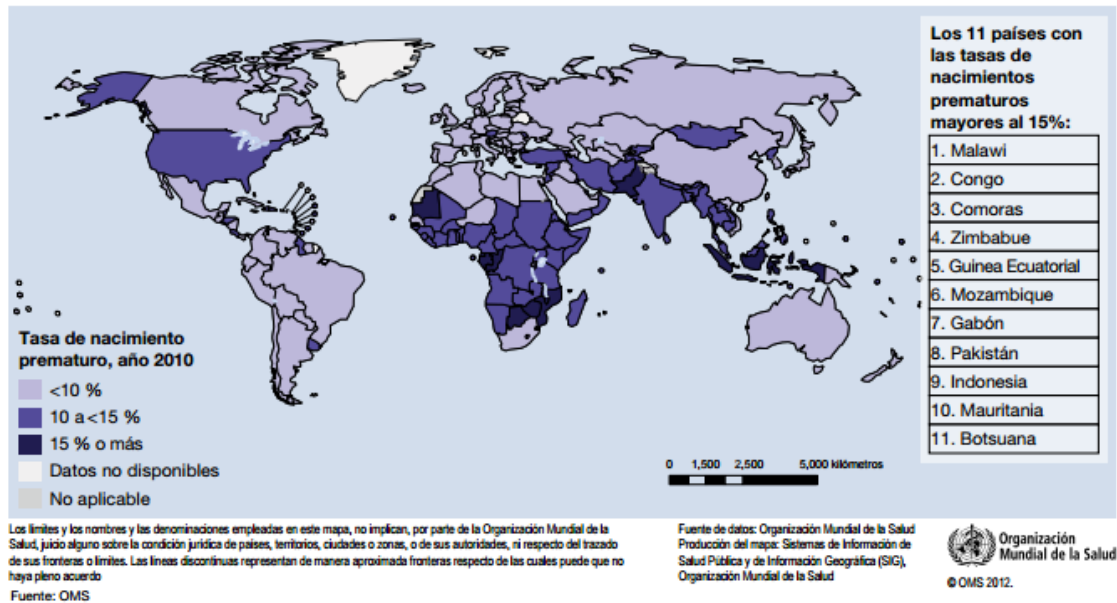 Los 11 países con
las tasas de
nacimientos
prematuros
mayores al 15%:
1. Malawi
2. Congo
3. Comoras
4. Zimbabue
5. Guinea Ecuatorial
6. Mozambique
7. Gabón
8. Pakistán
9. Indonesia
10. Mauritania
11. Botsuana
Tasa de nacimiento
prematuro, año 2010
<10 %
10 a <15 %
15 % o más
Datos no disponibles
No aplicable
0 1,500 2,500 5,000 kilómetros
Los límites y los nombres y las denominaciones empleadas en este mapa, no implican, por parte de la Organización Mundial de la
Salud, juicio alguno sobre la condición jurídica de países, territorios, ciudades o zonas, o de sus autoridades, ni respecto del trazado
de sus fronteras o límites. Las líneas discontinuas representan de manera aproximada fronteras respecto de las cuales puede que no
haya pleno acuerdo
Fuente: OMS
Fuente de datos: Organización Mundial de la Salud
Producción del mapa: Sistemas de Información de
Salud Pública y de Información Geográfica (SIG),
Organización Mundial de la Salud
Organización
Mundial de la Salud
© OMS 2012.